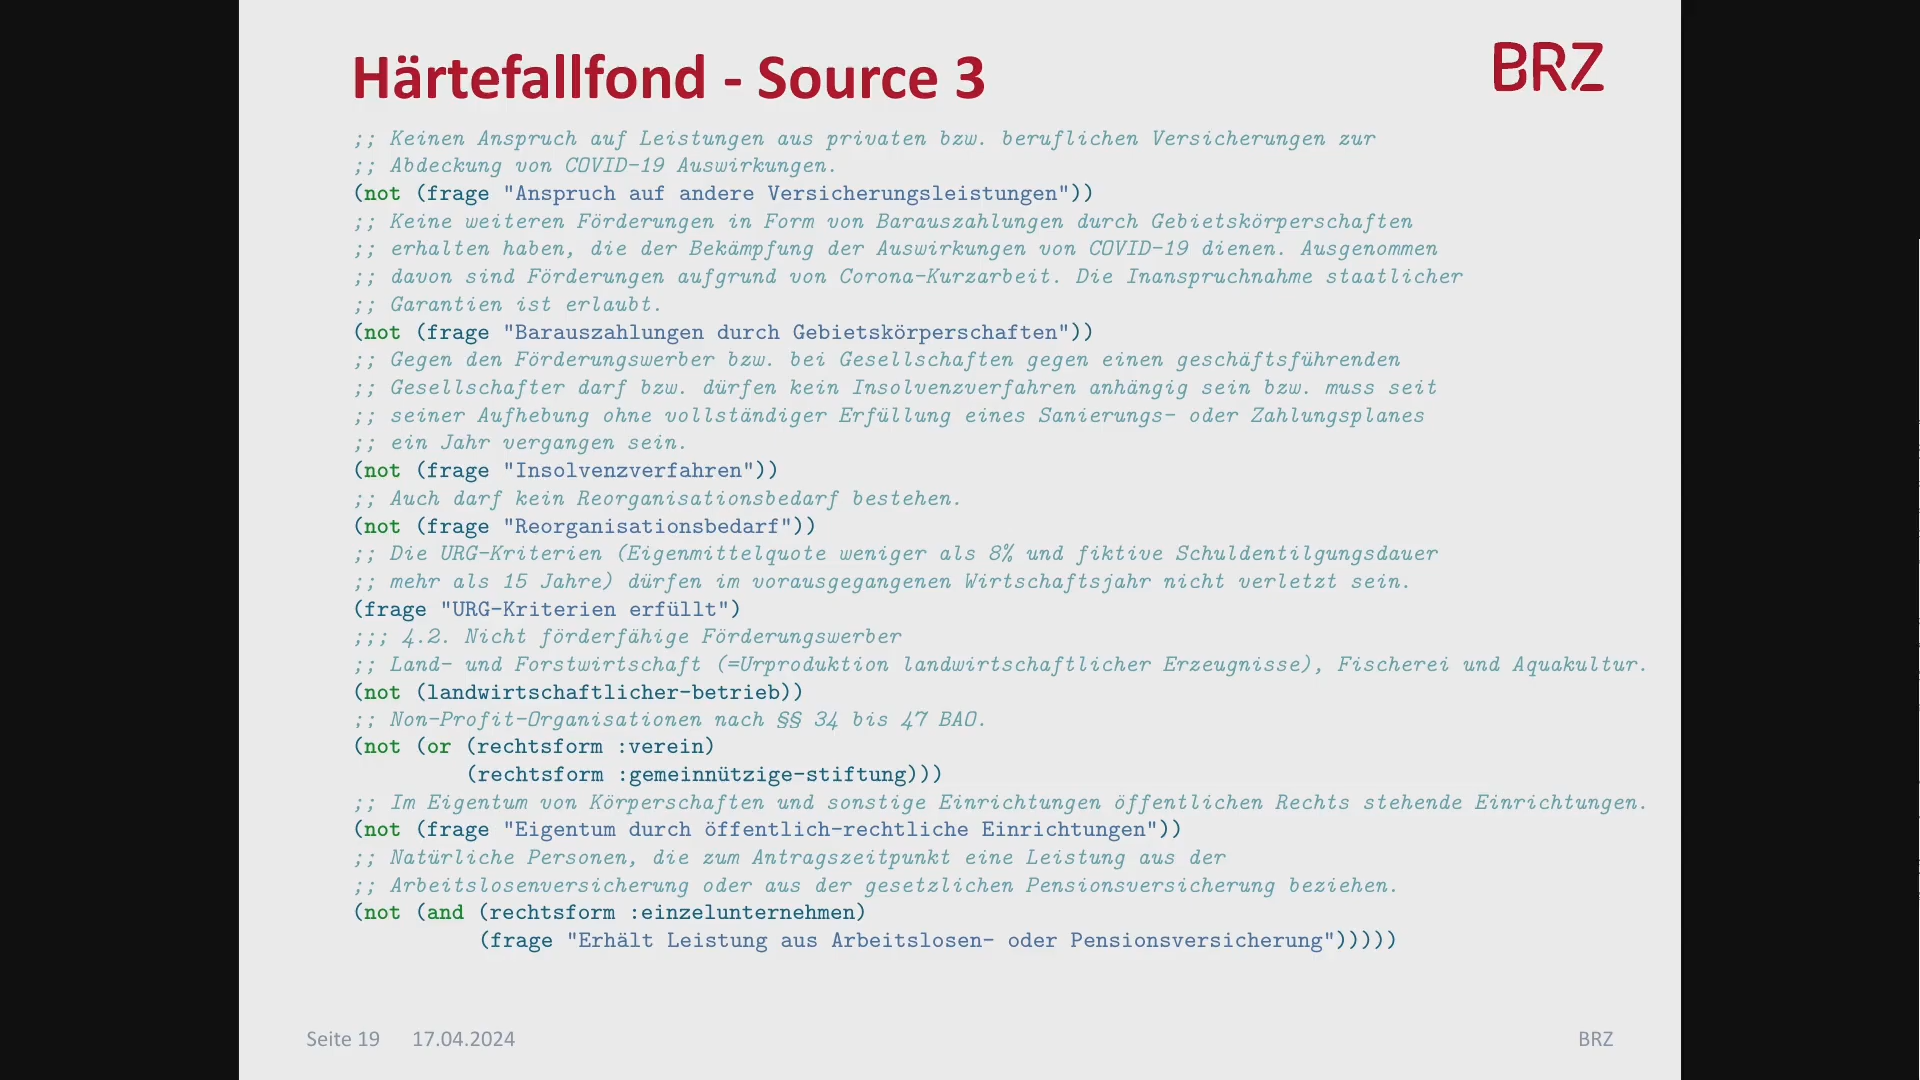 Härtefallfond - Source 3
BRZ
;; Keinen Anspruch auf Leistungen aus privaten bzw. beruflichen Versicherungen zur
;; Abdeckung von COVID-19 Auswirkungen.
(not (frage "Anspruch auf andere Versicherungsleistungen"))
;; Keine weiteren Förderungen in Form von Barauszahlungen durch Gebietskörperschaften
;; erhalten haben, die der Bekämpfung der Auswirkungen von COVID-19 dienen. Ausgenommen
;; davon sind Förderungen aufgrund von Corona-Kurzarbeit. Die Inanspruchnahme staatlicher
;; Garantien ist erlaubt.
(not (frage "Barauszahlungen durch Gebietskörperschaften"))
;; Gegen den Förderungswerber bzw. bei Gesellschaften gegen einen geschäftsführenden
;; Gesellschafter darf bzw. dürfen kein Insolvenzverfahren anhängig sein bzw. muss seit
;; seiner Aufhebung ohne vollständiger Erfüllung eines Sanierungs- oder Zahlungsplanes
;; ein Jahr vergangen sein.
(not (frage "Insolvenzverfahren"))
;; Auch darf kein Reorganisationsbedarf bestehen.
(not (frage "Reorganisationsbedarf"))
;; Die URG-Kriterien (Eigenmittelquote weniger als 8% und fiktive Schuldentilgungsdauer
;; mehr als 15 Jahre) dürfen im vorausgegangenen Wirtschaftsjahr nicht verletzt sein.
(frage "URG-Kriterien erfüllt")
;;; 4.2. Nicht förderfähige Förderungswerber
;; Land- und Forstwirtschaft (=Urproduktion landwirtschaftlicher Erzeugnisse), Fischerei und Aquakultur.
(not (landwirtschaftlicher-betrieb))
;; Non-Profit-Organisationen nach §§ 34 bis 47 BAO.
(not (or (rechtsform :verein)
(rechtsform :gemeinnützige-stiftung)))
;; Im Eigentum von Körperschaften und sonstige Einrichtungen öffentlichen Rechts stehende Einrichtungen.
(not (frage "Eigentum durch öffentlich-rechtliche Einrichtungen"))
;; Natürliche Personen, die zum Antragszeitpunkt eine Leistung aus der
;; Arbeitslosenversicherung oder aus der gesetzlichen Pensionsversicherung beziehen.
(not (and (rechtsform :einzelunternehmen)
(frage "Erhält Leistung aus Arbeitslosen- oder Pensionsversicherung")))))
Seite 19 17.04.2024
BRZ